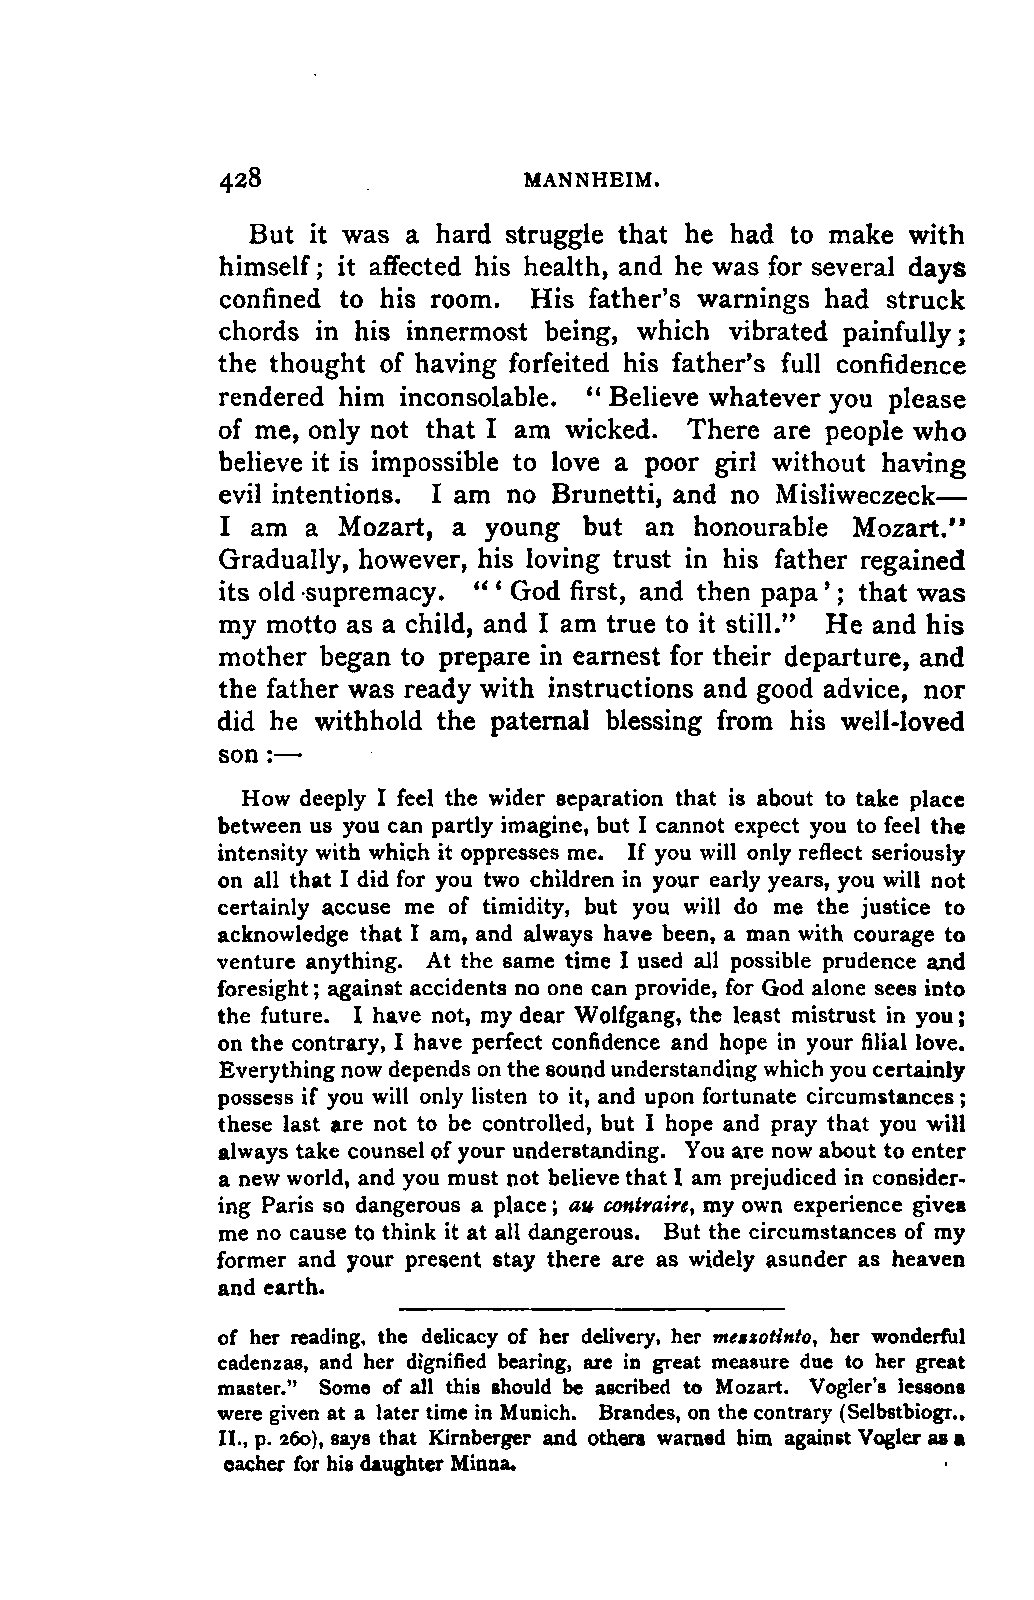 428 MANNHEIM.
But it was a hard struggle that he had to make with
himself; it affected his health, and he was for several days
confined to his room. His father's warnings had struck
chords in his innermost being, which vibrated painfully;
the thought of having forfeited his father's full confidence
rendered him inconsolable. "Believe whatever you please
of me, only not that I am wicked. There are people who
believe it is impossible to love a poor girl without having
evil intentions. I am no Brunetti, and no Misliweczeck—
I am a Mozart, a young but an honourable Mozart."
Gradually, however, his loving trust in his father regained
its old supremacy. "'God first, and then papa'; that was
my motto as a child, and I am true to it still." He and his
mother began to prepare in earnest for their departure, and
the father was ready with instructions and good advice, nor
did he withhold the paternal blessing from his well-loved
son:—
How deeply I feel the wider separation that is about to take place
between us you can partly imagine, but I cannot expect you to feel the
intensity with which it oppresses me. If you will only reflect seriously
on all that I did for you two children in your early years, you will not
certainly accuse me of timidity, but you will do me the justice to
acknowledge that I am, and always have been, a man with courage to
venture anything. At the same time I used all possible prudence and
foresight; against accidents no one can provide, for God alone sees into
the future. I have not, my dear Wolfgang, the least mistrust in you;
on the contrary, I have perfect confidence and hope in your filial love.
Everything now depends on the sound understanding which you certainly
possess if you will only listen to it, and upon fortunate circumstances;
these last are not to be controlled, but I hope and pray that you will
always take counsel of your understanding. You are now about to enter
a new world, and you must not believe that I am prejudiced in consider-
ing Paris so dangerous a place; au contraire, my own experience gives
me no cause to think it at all dangerous. But the circumstances of my
former and your present stay there are as widely asunder as heaven
and earth.
of her reading, the delicacy of her delivery, her mezzotinto, her wonderful
cadenzas, and her dignified bearing, are in great measure due to her great
master." Some of all this should be ascribed to Mozart. Vogler's lessons
were given at a later time in Munich. Brandes, on the contrary (Selbstbiogr.,
II., p. 260), says that Kirnberger and others warned him against Vogler as a
eacher for his daughter Minna.